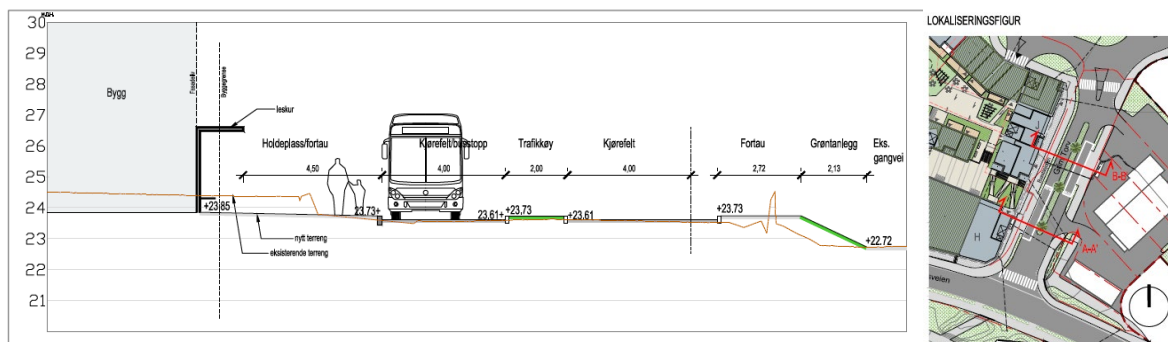 LOKALISERINGSFIGUR
30
29
28
27
26
25
24
23
22
21
Bygg
Fasadeliv
Byggegrense
leskur
Holdeplass/fortau
Kjørefelt/busstopp
Trafikkøy
Kjørefelt
Fortau
Grøntanlegg
Eks.
gangvei
4,50
4,00
2,00
4,00
2,72
2,13
+23.85
23.73+
23.61+
+23.73
+23.61
+23.73
+22.72
nytt terreng
eksisterende terreng
B-B'
A-A'
H